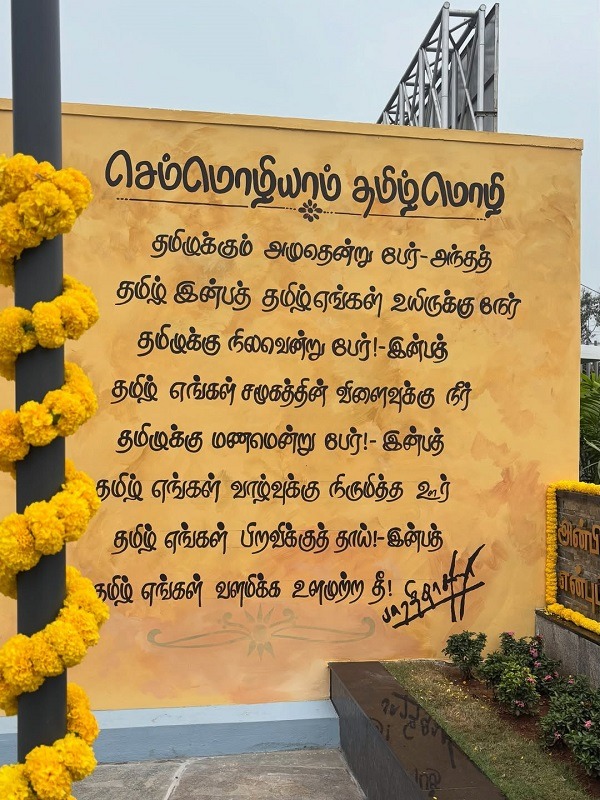 செம்மொழியாம் தமிழ்மொழி
தமிழுக்கும் அமுதென்று பேர்-அந்தத்
தமிழ் இன்பத் தமிழ்எங்கள் உயிருக்கு நேர்
தமிழுக்கு நிலவென்று பேர்!-இன்பத்
தமிழ் எங்கள் சமுகத்தின் விளைவுக்கு நீர்
தமிழுக்கு மணமென்று பேர்!-இன்பத்
தமிழ் எங்கள் வாழ்வுக்கு நிருமித்த ஊர்
தமிழ் எங்கள் பிறவிக்குத் தாய்!-இன்பத்
தமிழ் எங்கள் வளமிக்க உளமுற்ற தீ!
பாரதிதாசன்